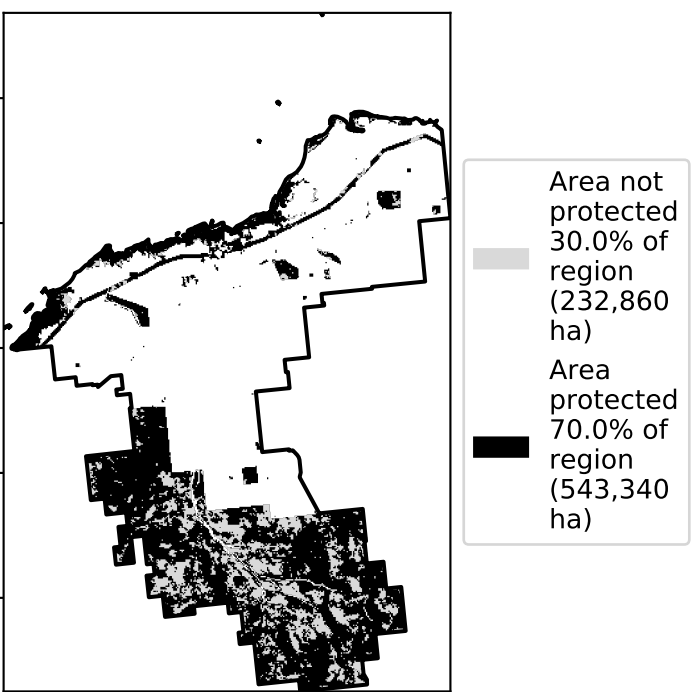 Area not
protected
30.0% of
region
(232,860
ha)
Area
protected
70.0% of
region
(543,340
ha)